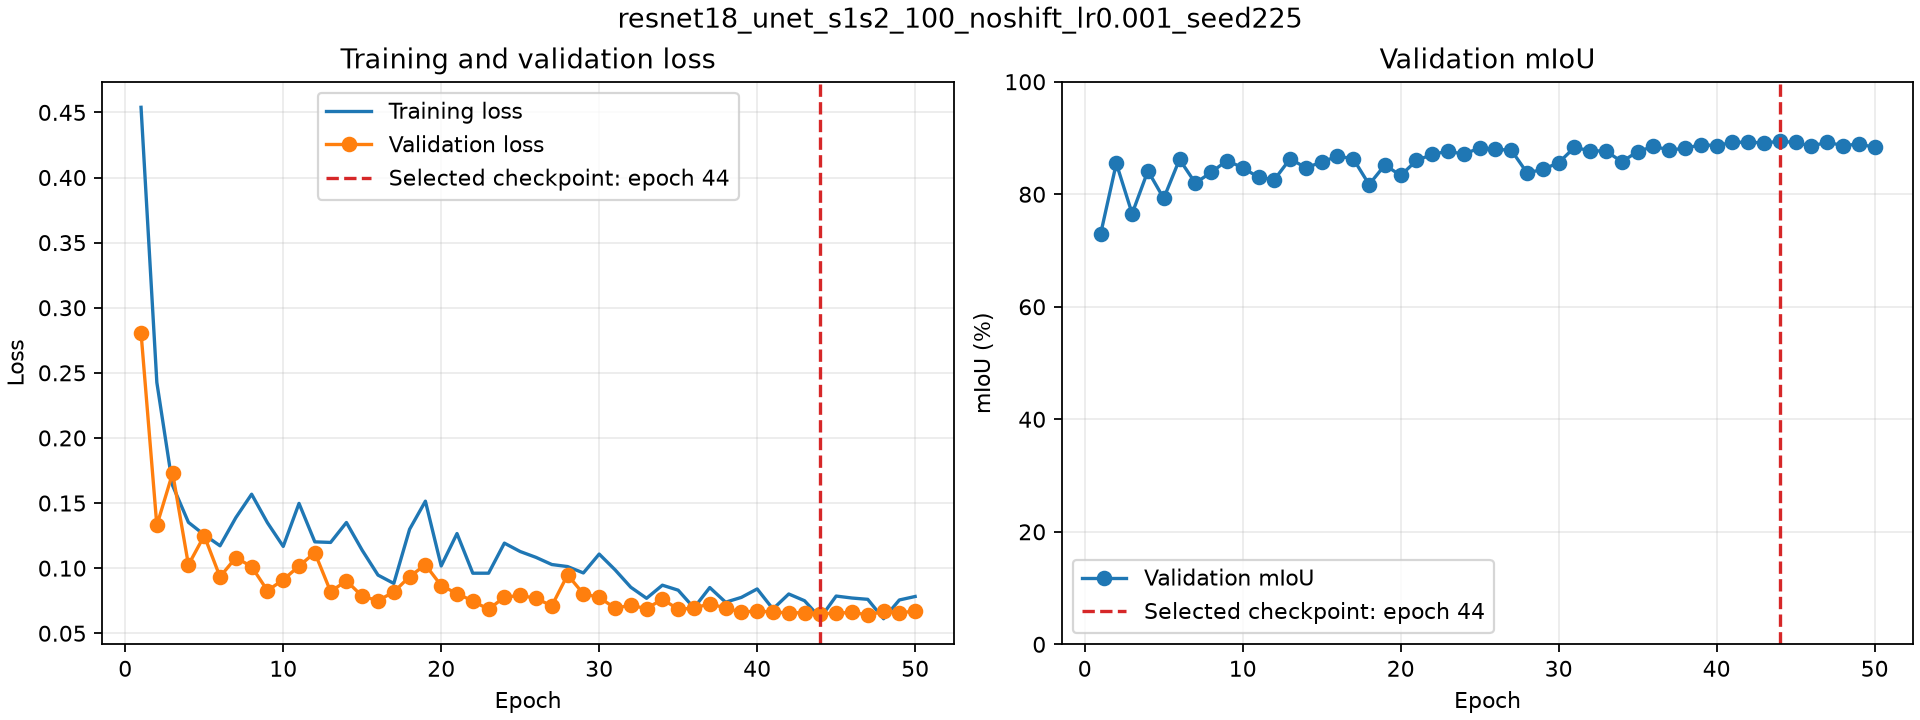 resnet18_unet_s1s2_100_noshift_lr0.001_seed225
Training and validation loss
Training loss
Validation loss
Selected checkpoint: epoch 44
0.45
0.40
0.35
0.30
0.25
0.20
0.15
0.10
0.05
Loss
0 10 20 30 40 50
Epoch
Validation mIoU
100
80
60
40
20
0
mIoU (%)
Validation mIoU
Selected checkpoint: epoch 44
0 10 20 30 40 50
Epoch